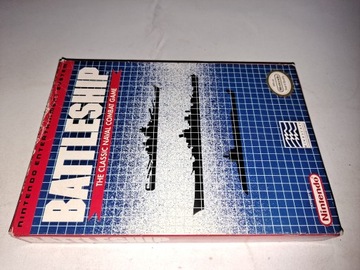 NINTENDO ENTERTAINMENT SYSTEM
BATTLESHIP
THE CLASSIC NAVAL COMBAT GAME
Nintendo